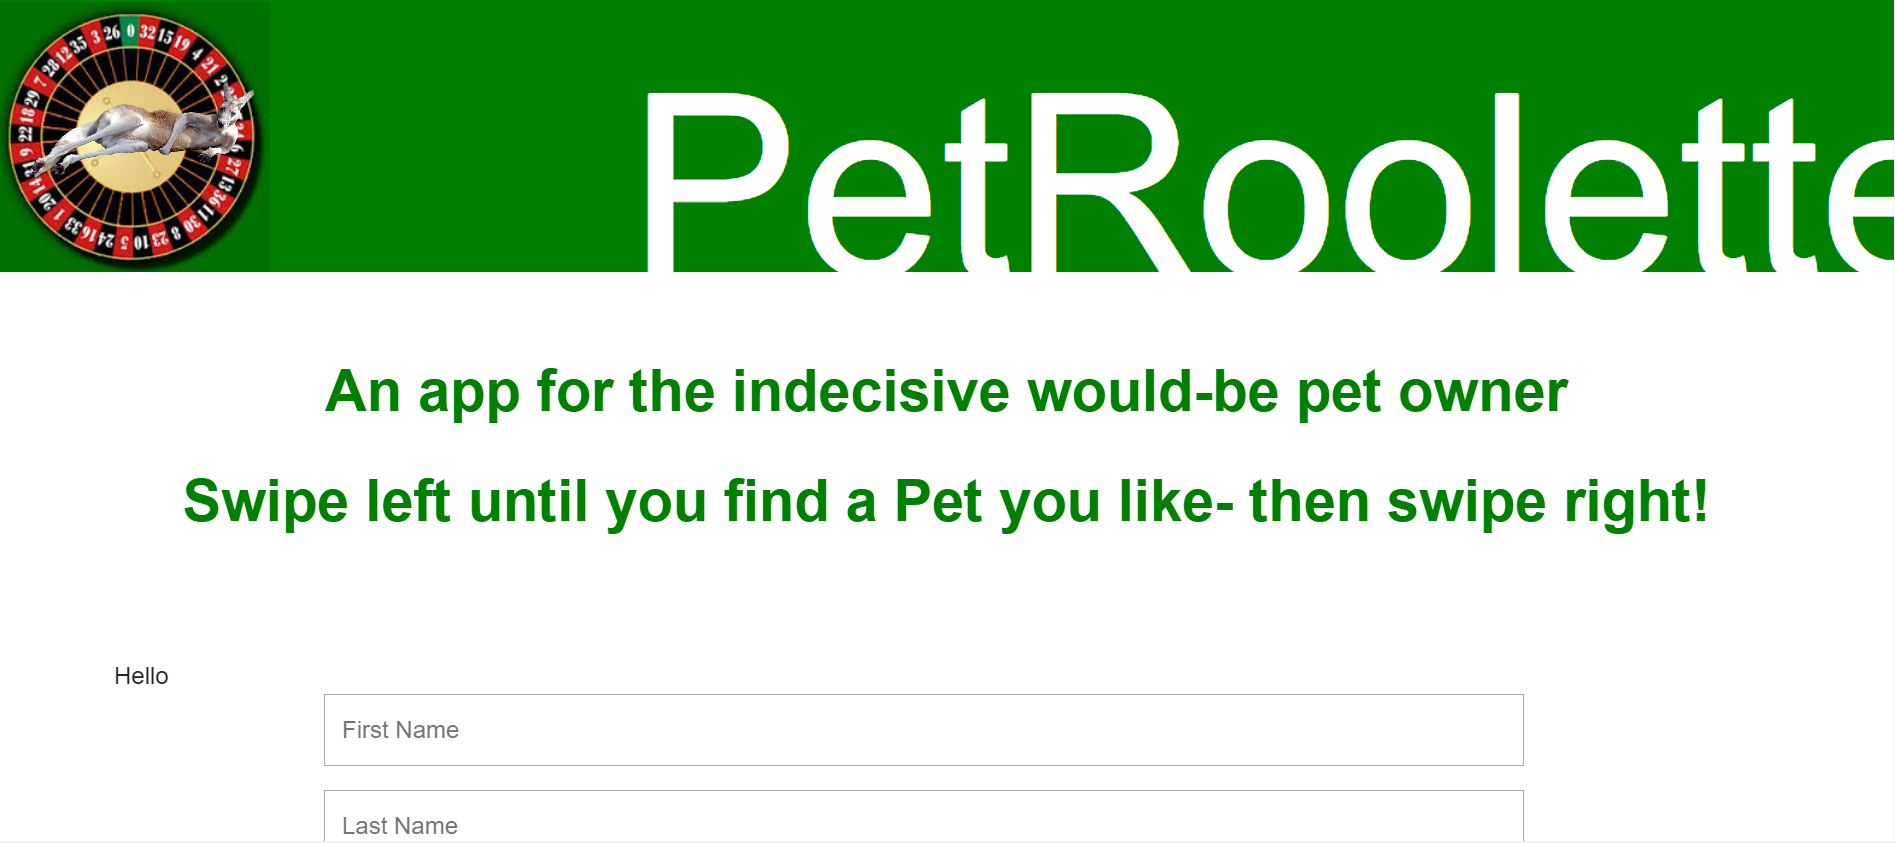 PetRoolette
An app for the indecisive would-be pet owner
Swipe left until you find a Pet you like- then swipe right!
Hello
First Name
Last Name